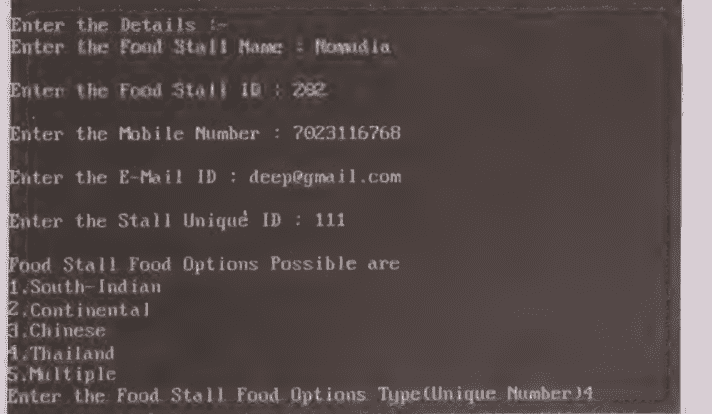 Enter the Details :-
Enter the Food Stall Name : Nomadia
Enter the Food Stall ID : 202
Enter the Mobile Number : 7023116768
Enter the E-Mail ID : deep@gmail.com
Enter the Stall Unique ID : 111
Food Stall Food Options Possible are
1.South-Indian
2.Continental
3.Chinese
4.Thailand
5.Multiple
Enter the Food Stall Food Options Type(Unique Number)4